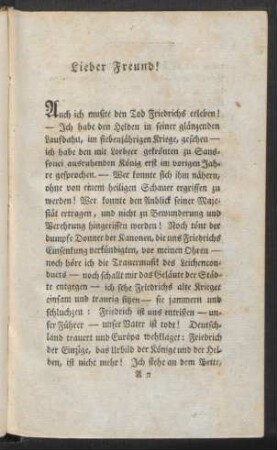 Lieber Freund!
Auch ich mußte den Tod Friedrichs erleben!
— Ich habe den Helden in seiner glänzenden
Laufbahn, im siebenjährigen Kriege, gesehen —
ich habe den mit Lorbeer gekrönten zu Sans-
souci ausruhenden König erst im vorigen Jah-
re gesprochen. — Wer konnte sich ihm nähern,
ohne von einem heiligen Schauer ergriffen zu
werden! Wer konnte den Anblick seiner Maje-
stät ertragen, und nicht zu Bewunderung und
Verehrung hingerissen werden! Noch tönt der
dumpfe Donner der Kanonen, die uns Friedrichs
Einsenkung verkündigten, vor meinen Ohren —
noch höre ich die Trauermusik des Leichencon-
ducts — noch schallt mir das Geläute der Städ-
te entgegen — ich sehe Friedrichs alte Krieger
einsam und traurig sitzen — sie jammern und
schluchzen: Friedrich ist uns entrissen — un-
ser Führer — unser Vater ist todt! Deutsch-
land trauert und Europa wehklaget: Friedrich
der Einzige, das Urbild der Könige und der Hel-
den, ist nicht mehr! Ich stehe an dem Bette,
A 2